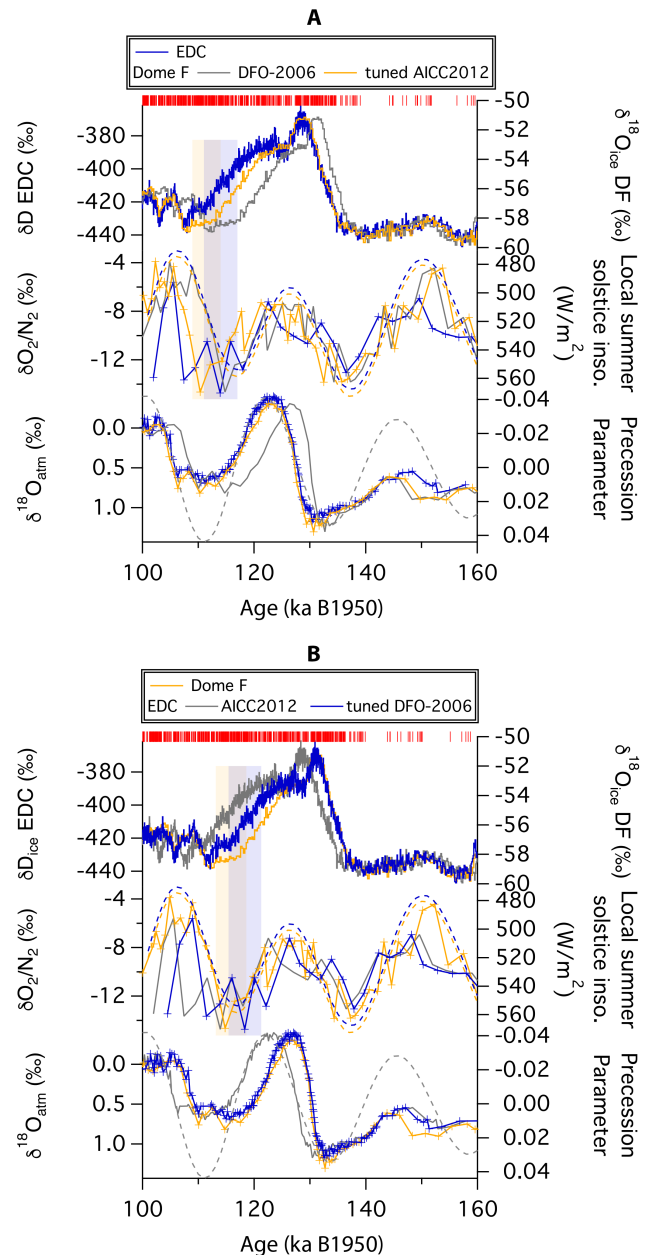 A
EDC
Dome F DFO-2006 tuned AICC2012
-380
-400
-420
-440
δD EDC (‰)
-50
-52
-54
-56
-58
-60
δ18Oice DF (‰)
-4
-8
-12
δO2/N2 (‰)
480
500
520
540
560
Local summer
solstice inso.
(W/m2)
0.0
0.5
1.0
δ18Oatm (‰)
-0.04
-0.02
0.00
0.02
0.04
Precession
Parameter
100 120 140 160
Age (ka B1950)
B
Dome F
EDC AICC2012 tuned DFO-2006
-380
-400
-420
-440
δDice EDC (‰)
-50
-52
-54
-56
-58
-60
δ18Oice DF (‰)
-4
-8
-12
δO2/N2 (‰)
480
500
520
540
560
Local summer
solstice inso.
(W/m2)
0.0
0.5
1.0
δ18Oatm (‰)
-0.04
-0.02
0.00
0.02
0.04
Precession
Parameter
100 120 140 160
Age (ka B1950)